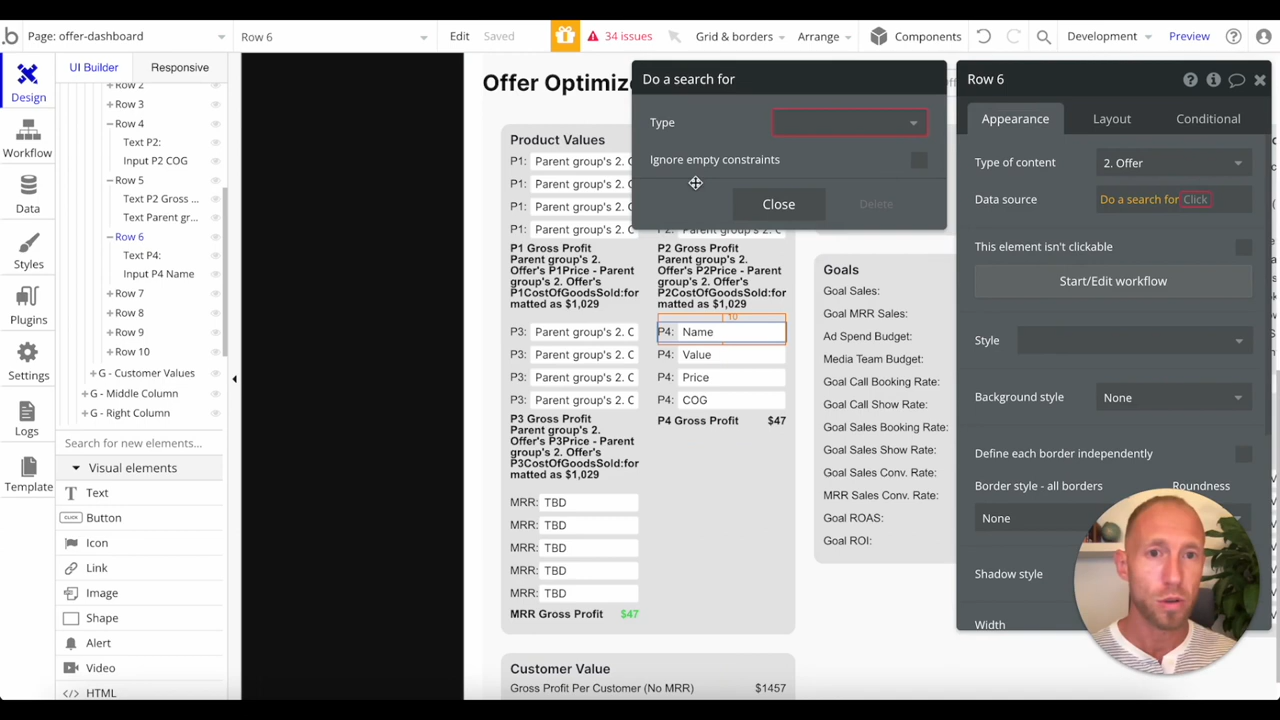 Page: offer-dashboard
Row 6
Edit
Saved
34 issues
Grid & borders
Arrange
Components
Development
Preview
UI Builder
Responsive
Design
Workflow
Data
Styles
Plugins
Settings
Logs
Template
Row 2
Row 3
Row 4
Text P2:
Input P2 COG
Row 5
Text P2 Gross ...
Text Parent gr...
Row 6
Text P4:
Input P4 Name
Row 7
Row 8
Row 9
Row 10
G - Customer Values
G - Middle Column
G - Right Column
Search for new elements...
Visual elements
Text
CLICK
Button
Icon
Link
Image
Shape
Alert
Video
HTML
Offer Optimiz
Product Values
P1: Parent group's 2. C
P1: Parent group's 2. C
P1: Parent group's 2. C
P1: Parent group's 2. C
P1 Gross Profit
Parent group's 2.
Offer's P1Price - Parent
group's 2. Offer's
P1CostOfGoodsSold:for
matted as $1,029
P2 Gross Profit
Parent group's 2.
Offer's P2Price - Parent
group's 2. Offer's
P2CostOfGoodsSold:for
matted as $1,029
10
P3: Parent group's 2. C
P3: Parent group's 2. C
P3: Parent group's 2. C
P3: Parent group's 2. C
P4: Name
P4: Value
P4: Price
P4: COG
P4 Gross Profit $47
P3 Gross Profit
Parent group's 2.
Offer's P3Price - Parent
group's 2. Offer's
P3CostOfGoodsSold:for
matted as $1,029
MRR: TBD
MRR: TBD
MRR: TBD
MRR: TBD
MRR: TBD
MRR Gross Profit $47
Customer Value
Gross Profit Per Customer (No MRR) $1457
Goals
Goal Sales:
Goal MRR Sales:
Ad Spend Budget:
Media Team Budget:
Goal Call Booking Rate:
Goal Call Show Rate:
Goal Sales Booking Rate:
Goal Sales Show Rate:
Goal Sales Conv. Rate:
MRR Sales Conv. Rate:
Goal ROAS:
Goal ROI:
Do a search for
Type
Ignore empty constraints
Close
Delete
Row 6
Appearance
Layout
Conditional
Type of content
2. Offer
Data source
Do a search for Click
This element isn't clickable
Start/Edit workflow
Style
Background style
None
Define each border independently
Border style - all borders
Roundness
None
Shadow style
Width